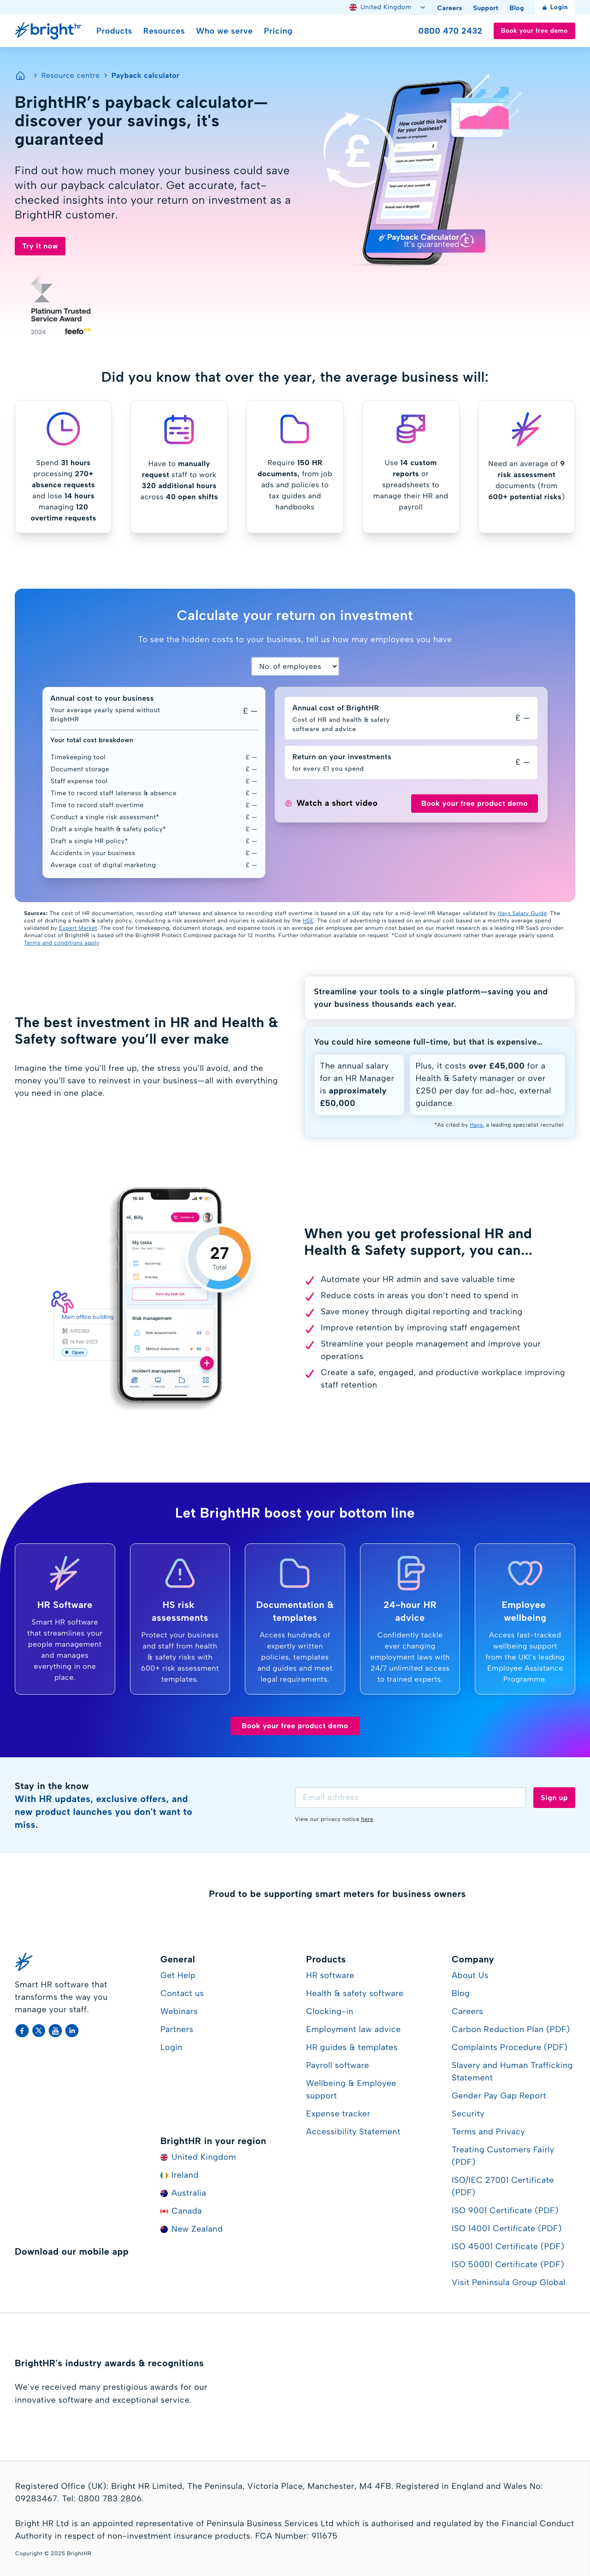 United Kingdom
Careers
Support
Blog
Login
brighthr
Products
Resources
Who we serve
Pricing
0800 470 2432
Book your free demo
Resource centre
Payback calculator
BrightHR's payback calculator—
discover your savings, it's
guaranteed
Find out how much money your business could save
with our payback calculator. Get accurate, fact-
checked insights into your return on investment as a
BrightHR customer.
Try it now
What could this look like
for your business?
Payback Calculator
It's guaranteed
Platinum Trusted
Service Award
2024
feefo
Did you know that over the year, the average business will:
Spend 31 hours
processing 270+
absence requests
and lose 14 hours
managing 120
overtime requests
Have to manually
request staff to work
320 additional hours
across 40 open shifts
Require 150 HR
documents, from job
ads and policies to
tax guides and
handbooks
Use 14 custom
reports or
spreadsheets to
manage their HR and
payroll
Need an average of 9
risk assessment
documents (from
600+ potential risks)
Calculate your return on investment
To see the hidden costs to your business, tell us how may employees you have
No. of employees
Annual cost to your business
Your average yearly spend without
BrightHR
£ —
Your total cost breakdown
Timekeeping tool £ —
Document storage £ —
Staff expense tool £ —
Time to record staff lateness & absence £ —
Time to record staff overtime £ —
Conduct a single risk assessment* £ —
Draft a single health & safety policy* £ —
Draft a single HR policy* £ —
Accidents in your business £ —
Average cost of digital marketing £ —
Annual cost of BrightHR
Cost of HR and health & safety
software and advice
£ —
Return on your investments
for every £1 you spend
£ —
Watch a short video
Book your free product demo
Sources: The cost of HR documentation, recording staff lateness and absence to recording staff overtime is based on a UK day rate for a mid-level HR Manager validated by Hays Salary Guide. The
cost of drafting a health & safety policy, conducting a risk assessment and injuries is validated by the HSE. The cost of advertising is based on an annual cost based on a monthly average spend
validated by Expert Market. The cost for timekeeping, document storage, and expense tools is an average per employee per annum cost based on our market research as a leading HR SaaS provider.
Annual cost of BrightHR is based off the BrightHR Protect Combined package for 12 months. Further information available on request. *Cost of single document rather than average yearly spend.
Terms and conditions apply
The best investment in HR and Health &
Safety software you'll ever make
Imagine the time you'll free up, the stress you'll avoid, and the
money you'll save to reinvest in your business—all with everything
you need in one place.
Streamline your tools to a single platform—saving you and
your business thousands each year.
You could hire someone full-time, but that is expensive...
The annual salary
for an HR Manager
is approximately
£50,000
Plus, it costs over £45,000 for a
Health & Safety manager or over
£250 per day for ad-hoc, external
guidance.
*As cited by Hays, a leading specialist recruiter.
16:44
Hi, Billy
My tasks
Upcoming
Overdue
View my task list
27
Total
Main office building
14 Feb 2023
Open
Risk management
Risk assessments
Method statements
Incident management
When you get professional HR and
Health & Safety support, you can...
Automate your HR admin and save valuable time
Reduce costs in areas you don't need to spend in
Save money through digital reporting and tracking
Improve retention by improving staff engagement
Streamline your people management and improve your
operations
Create a safe, engaged, and productive workplace improving
staff retention
Let BrightHR boost your bottom line
HR Software
Smart HR software
that streamlines your
people management
and manages
everything in one
place.
HS risk
assessments
Protect your business
and staff from health
& safety risks with
600+ risk assessment
templates.
Documentation &
templates
Access hundreds of
expertly written
policies, templates
and guides and meet
legal requirements.
24-hour HR
advice
Confidently tackle
ever changing
employment laws with
24/7 unlimited access
to trained experts.
Employee
wellbeing
Access fast-tracked
wellbeing support
from the UK's leading
Employee Assistance
Programme.
Book your free product demo
Stay in the know
With HR updates, exclusive offers, and
new product launches you don't want to
miss.
Email address
Sign up
View our privacy notice here
Proud to be supporting smart meters for business owners
Smart HR software that
transforms the way you
manage your staff.
General
Get Help
Contact us
Webinars
Partners
Login
BrightHR in your region
United Kingdom
Ireland
Australia
Canada
New Zealand
Products
HR software
Health & safety software
Clocking-in
Employment law advice
HR guides & templates
Payroll software
Wellbeing & Employee
support
Expense tracker
Accessibility Statement
Company
About Us
Blog
Careers
Carbon Reduction Plan (PDF)
Complaints Procedure (PDF)
Slavery and Human Trafficking
Statement
Gender Pay Gap Report
Security
Terms and Privacy
Treating Customers Fairly
(PDF)
ISO/IEC 27001 Certificate
(PDF)
ISO 9001 Certificate (PDF)
ISO 14001 Certificate (PDF)
ISO 45001 Certificate (PDF)
ISO 50001 Certificate (PDF)
Visit Peninsula Group Global
Download our mobile app
BrightHR's industry awards & recognitions
We've received many prestigious awards for our
innovative software and exceptional service.
Registered Office (UK): Bright HR Limited, The Peninsula, Victoria Place, Manchester, M4 4FB. Registered in England and Wales No:
09283467. Tel: 0800 783 2806.
Bright HR Ltd is an appointed representative of Peninsula Business Services Ltd which is authorised and regulated by the Financial Conduct
Authority in respect of non-investment insurance products. FCA Number: 911675
Copyright © 2025 BrightHR